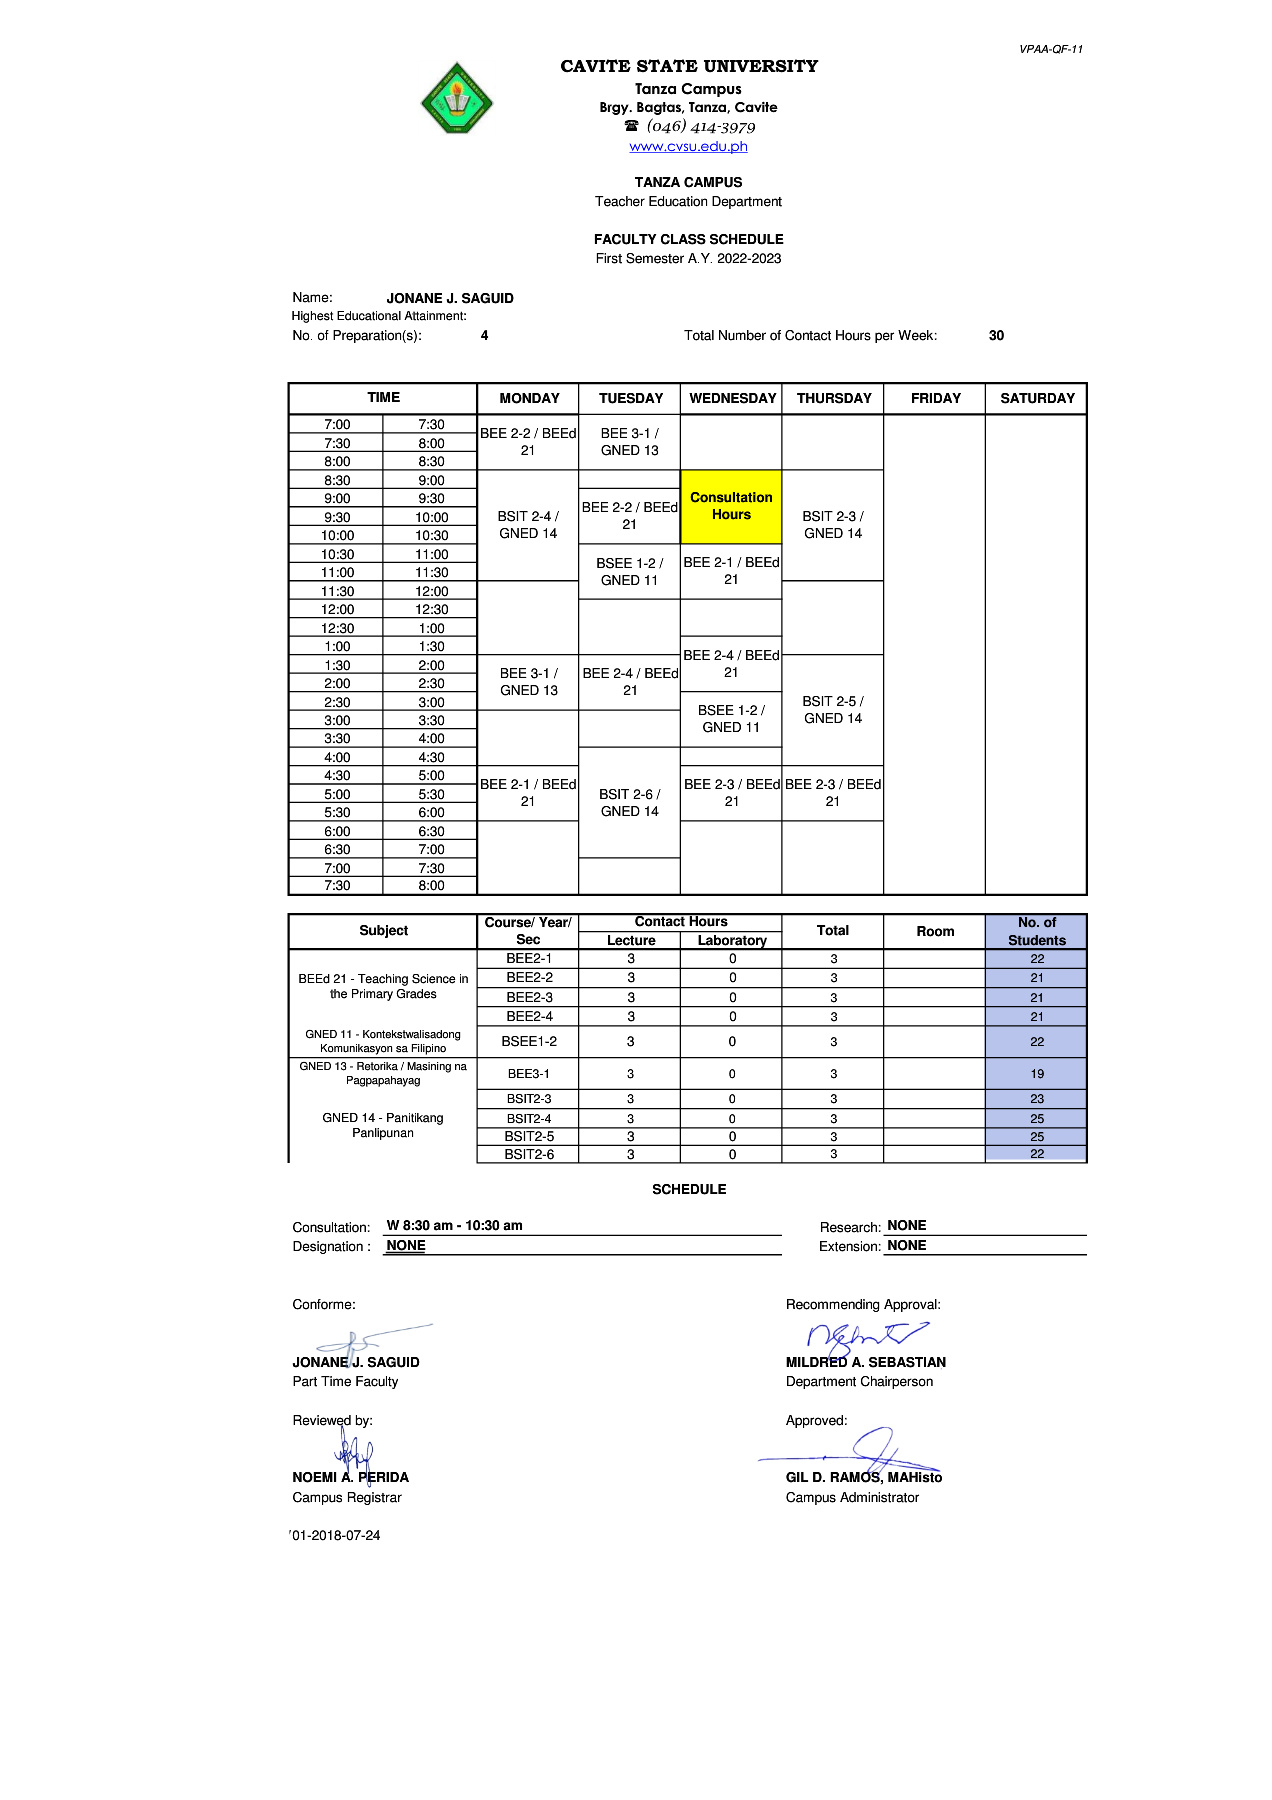 VPAA-QF-11
CAVITE STATE UNIVERSITY
Tanza Campus
Brgy. Bagtas, Tanza, Cavite
☎ (046) 414-3979
www.cvsu.edu.ph
TANZA CAMPUS
Teacher Education Department
FACULTY CLASS SCHEDULE
First Semester A.Y. 2022-2023
Name: JONANE J. SAGUID
Highest Educational Attainment:
No. of Preparation(s): 4 Total Number of Contact Hours per Week: 30
TIME MONDAY TUESDAY WEDNESDAY THURSDAY FRIDAY SATURDAY
7:00 7:30
7:30 8:00
8:00 8:30
8:30 9:00
9:00 9:30
9:30 10:00
10:00 10:30
10:30 11:00
11:00 11:30
11:30 12:00
12:00 12:30
12:30 1:00
1:00 1:30
1:30 2:00
2:00 2:30
2:30 3:00
3:00 3:30
3:30 4:00
4:00 4:30
4:30 5:00
5:00 5:30
5:30 6:00
6:00 6:30
6:30 7:00
7:00 7:30
7:30 8:00
BEE 2-2 / BEEd
21
BSIT 2-4 /
GNED 14
BEE 3-1 /
GNED 13
BEE 2-1 / BEEd
21
BEE 3-1 /
GNED 13
BEE 2-2 / BEEd
21
BSEE 1-2 /
GNED 11
BEE 2-4 / BEEd
21
BSIT 2-6 /
GNED 14
Consultation
Hours
BEE 2-1 / BEEd
21
BEE 2-4 / BEEd
21
BSEE 1-2 /
GNED 11
BEE 2-3 / BEEd
21
BSIT 2-3 /
GNED 14
BSIT 2-5 /
GNED 14
BEE 2-3 / BEEd
21
Subject Course/ Year/ Sec Contact Hours Total Room No. of Students
Lecture Laboratory
BEEd 21 - Teaching Science in
the Primary Grades
BEE2-1 3 0 3 22
BEE2-2 3 0 3 21
BEE2-3 3 0 3 21
BEE2-4 3 0 3 21
GNED 11 - Kontekstwalisadong
Komunikasyon sa Filipino
BSEE1-2 3 0 3 22
GNED 13 - Retorika / Masining na
Pagpapahayag
BEE3-1 3 0 3 19
GNED 14 - Panitikang
Panlipunan
BSIT2-3 3 0 3 23
BSIT2-4 3 0 3 25
BSIT2-5 3 0 3 25
BSIT2-6 3 0 3 22
SCHEDULE
Consultation: W 8:30 am - 10:30 am Research: NONE
Designation : NONE Extension: NONE
Conforme: Recommending Approval:
JONANE J. SAGUID MILDRED A. SEBASTIAN
Part Time Faculty Department Chairperson
Reviewed by: Approved:
NOEMI A. PERIDA GIL D. RAMOS, MAHisto
Campus Registrar Campus Administrator
'01-2018-07-24